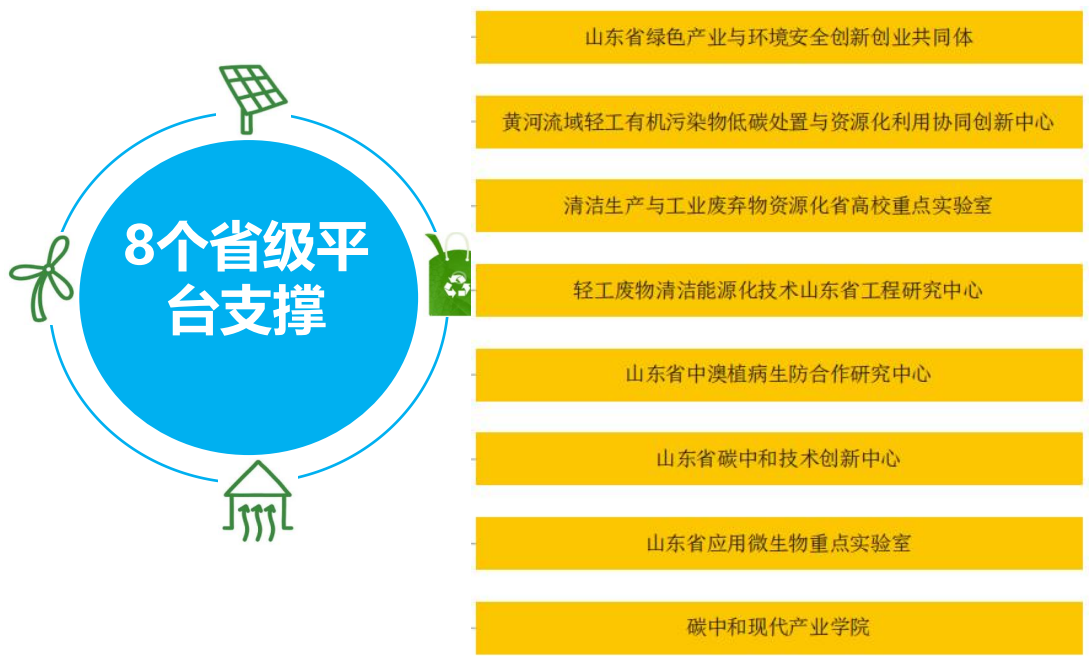 8个省级平
台支撑
山东省绿色产业与环境安全创新创业共同体
黄河流域轻工有机污染物低碳处置与资源化利用协同创新中心
清洁生产与工业废弃物资源化省高校重点实验室
轻工废物清洁能源化技术山东省工程研究中心
山东省中澳植病生防合作研究中心
山东省碳中和技术创新中心
山东省应用微生物重点实验室
碳中和现代产业学院